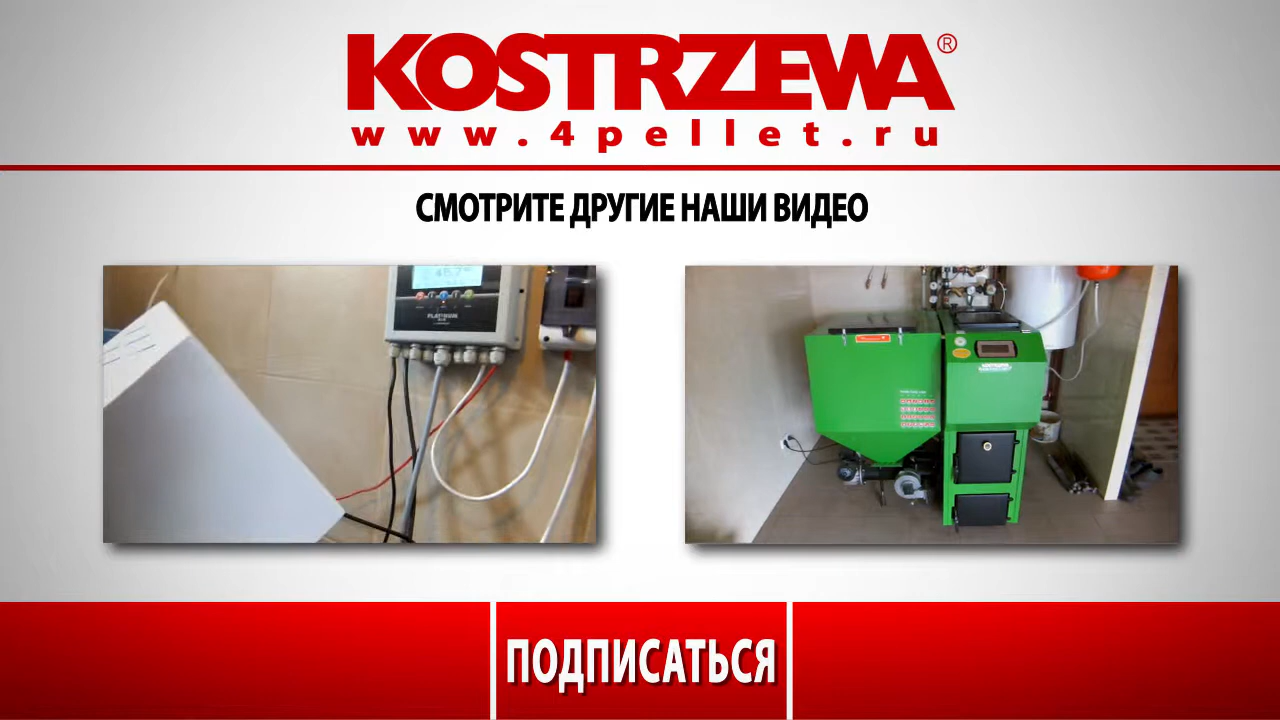 KOSTRZEWA®
www.4pellet.ru
СМОТРИТЕ ДРУГИЕ НАШИ ВИДЕО
ПОДПИСАТЬСЯ